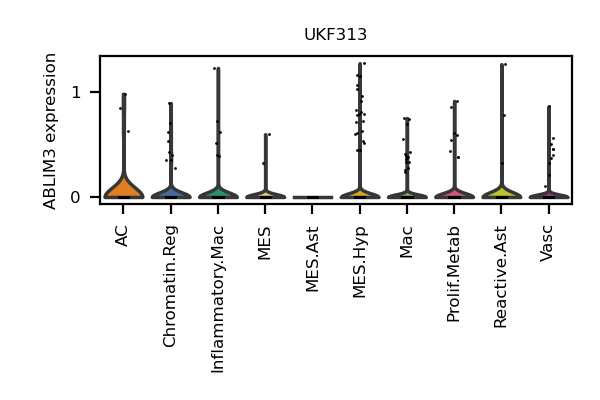 UKF313
ABLIM3 expression
1
0
AC
Chromatin.Reg
Inflammatory.Mac
MES
MES.Ast
MES.Hyp
Mac
Prolif.Metab
Reactive.Ast
Vasc